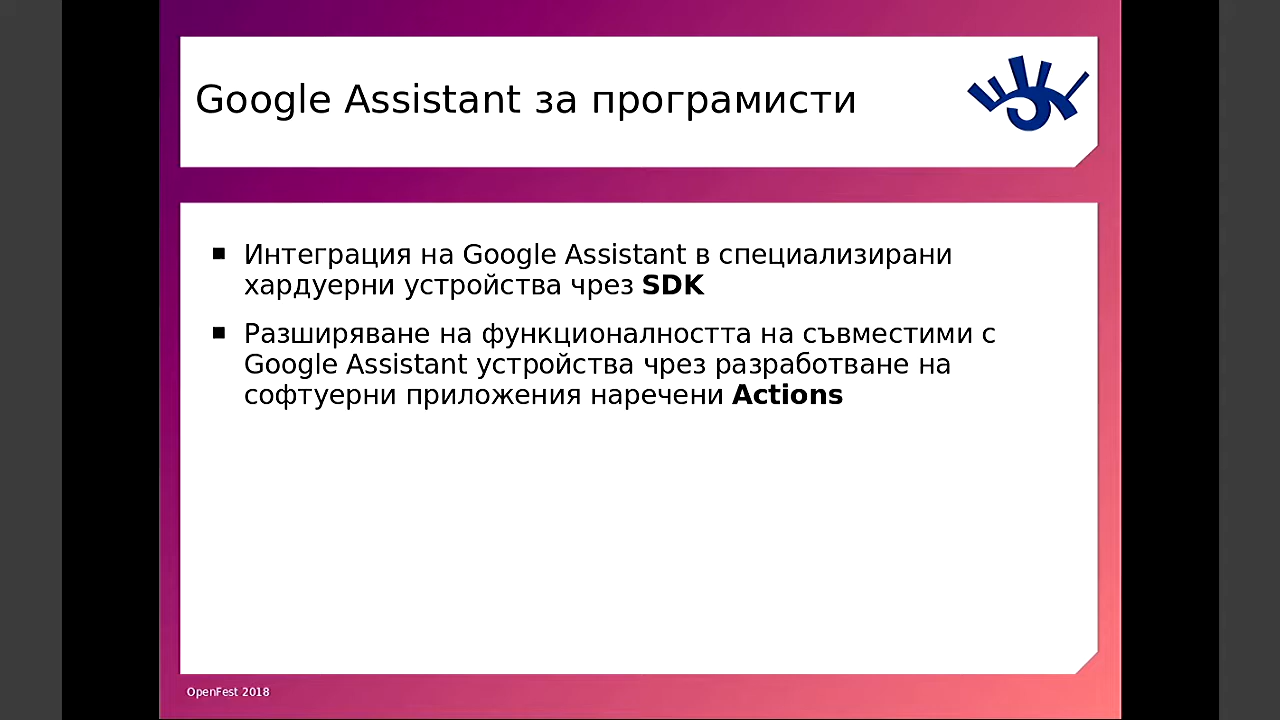 Google Assistant за програмисти
Интеграция на Google Assistant в специализирани
хардуерни устройства чрез SDK
Разширяване на функционалността на съвместими с
Google Assistant устройства чрез разработване на
софтуерни приложения наречени Actions
OpenFest 2018